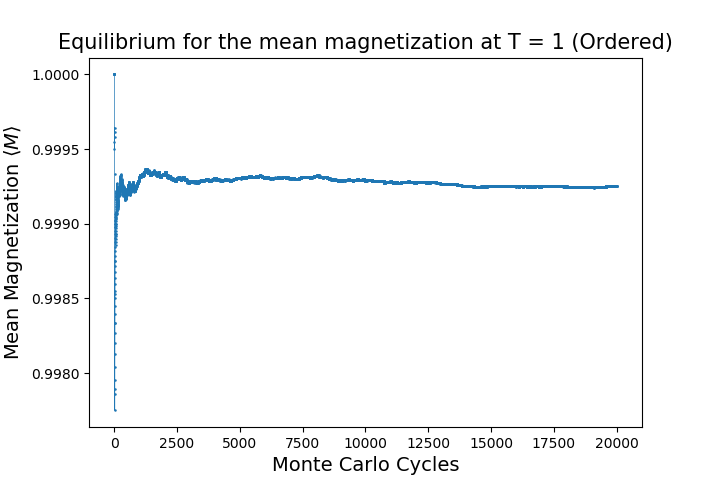 Equilibrium for the mean magnetization at T = 1 (Ordered)
Mean Magnetization ⟨M⟩
1.0000
0.9995
0.9990
0.9985
0.9980
0 2500 5000 7500 10000 12500 15000 17500 20000
Monte Carlo Cycles